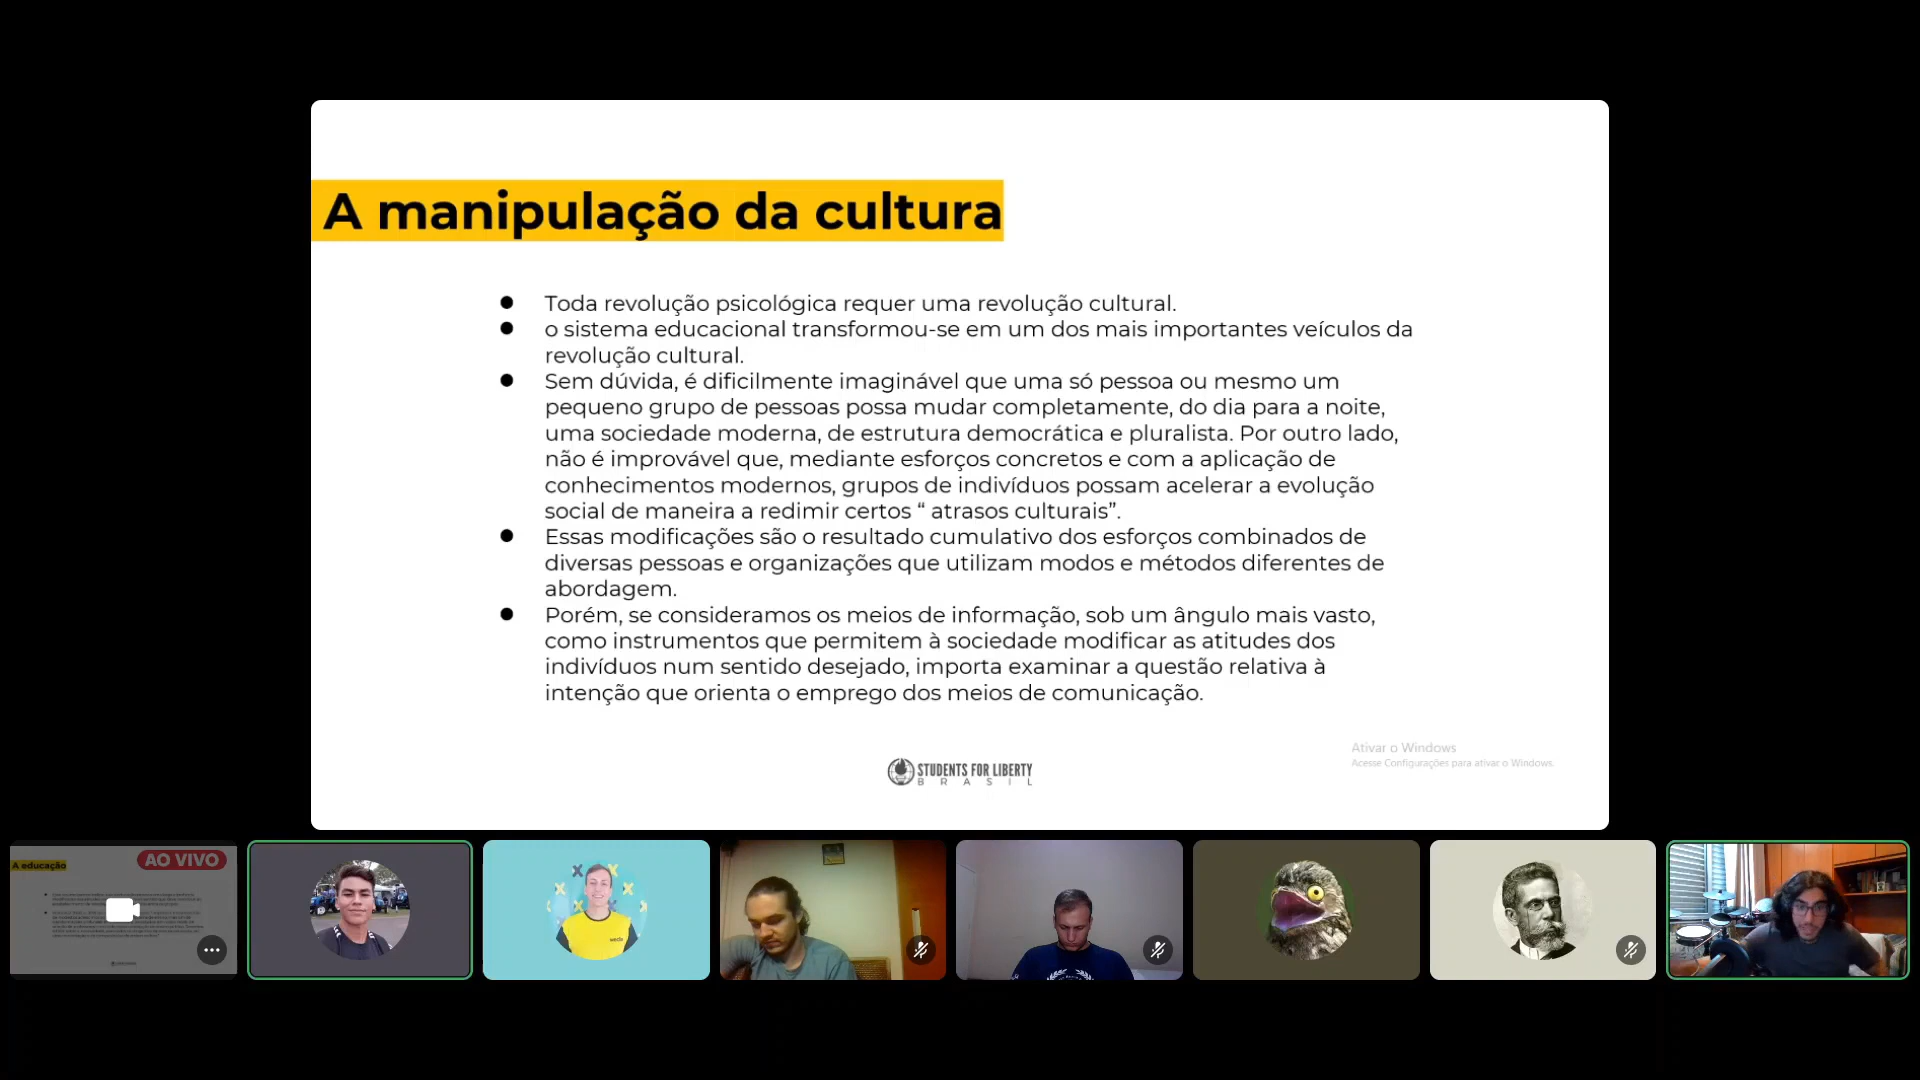 A manipulação da cultura
● Toda revolução psicológica requer uma revolução cultural.
● o sistema educacional transformou-se em um dos mais importantes veículos da
revolução cultural.
● Sem dúvida, é dificilmente imaginável que uma só pessoa ou mesmo um
pequeno grupo de pessoas possa mudar completamente, do dia para a noite,
uma sociedade moderna, de estrutura democrática e pluralista. Por outro lado,
não é improvável que, mediante esforços concretos e com a aplicação de
conhecimentos modernos, grupos de indivíduos possam acelerar a evolução
social de maneira a redimir certos “ atrasos culturais”.
● Essas modificações são o resultado cumulativo dos esforços combinados de
diversas pessoas e organizações que utilizam modos e métodos diferentes de
abordagem.
● Porém, se consideramos os meios de informação, sob um ângulo mais vasto,
como instrumentos que permitem à sociedade modificar as atitudes dos
indivíduos num sentido desejado, importa examinar a questão relativa à
intenção que orienta o emprego dos meios de comunicação.
STUDENTS FOR LIBERTY
BRASIL
Ativar o Windows
Acesse Configurações para ativar o Windows.
A educação
AO VIVO